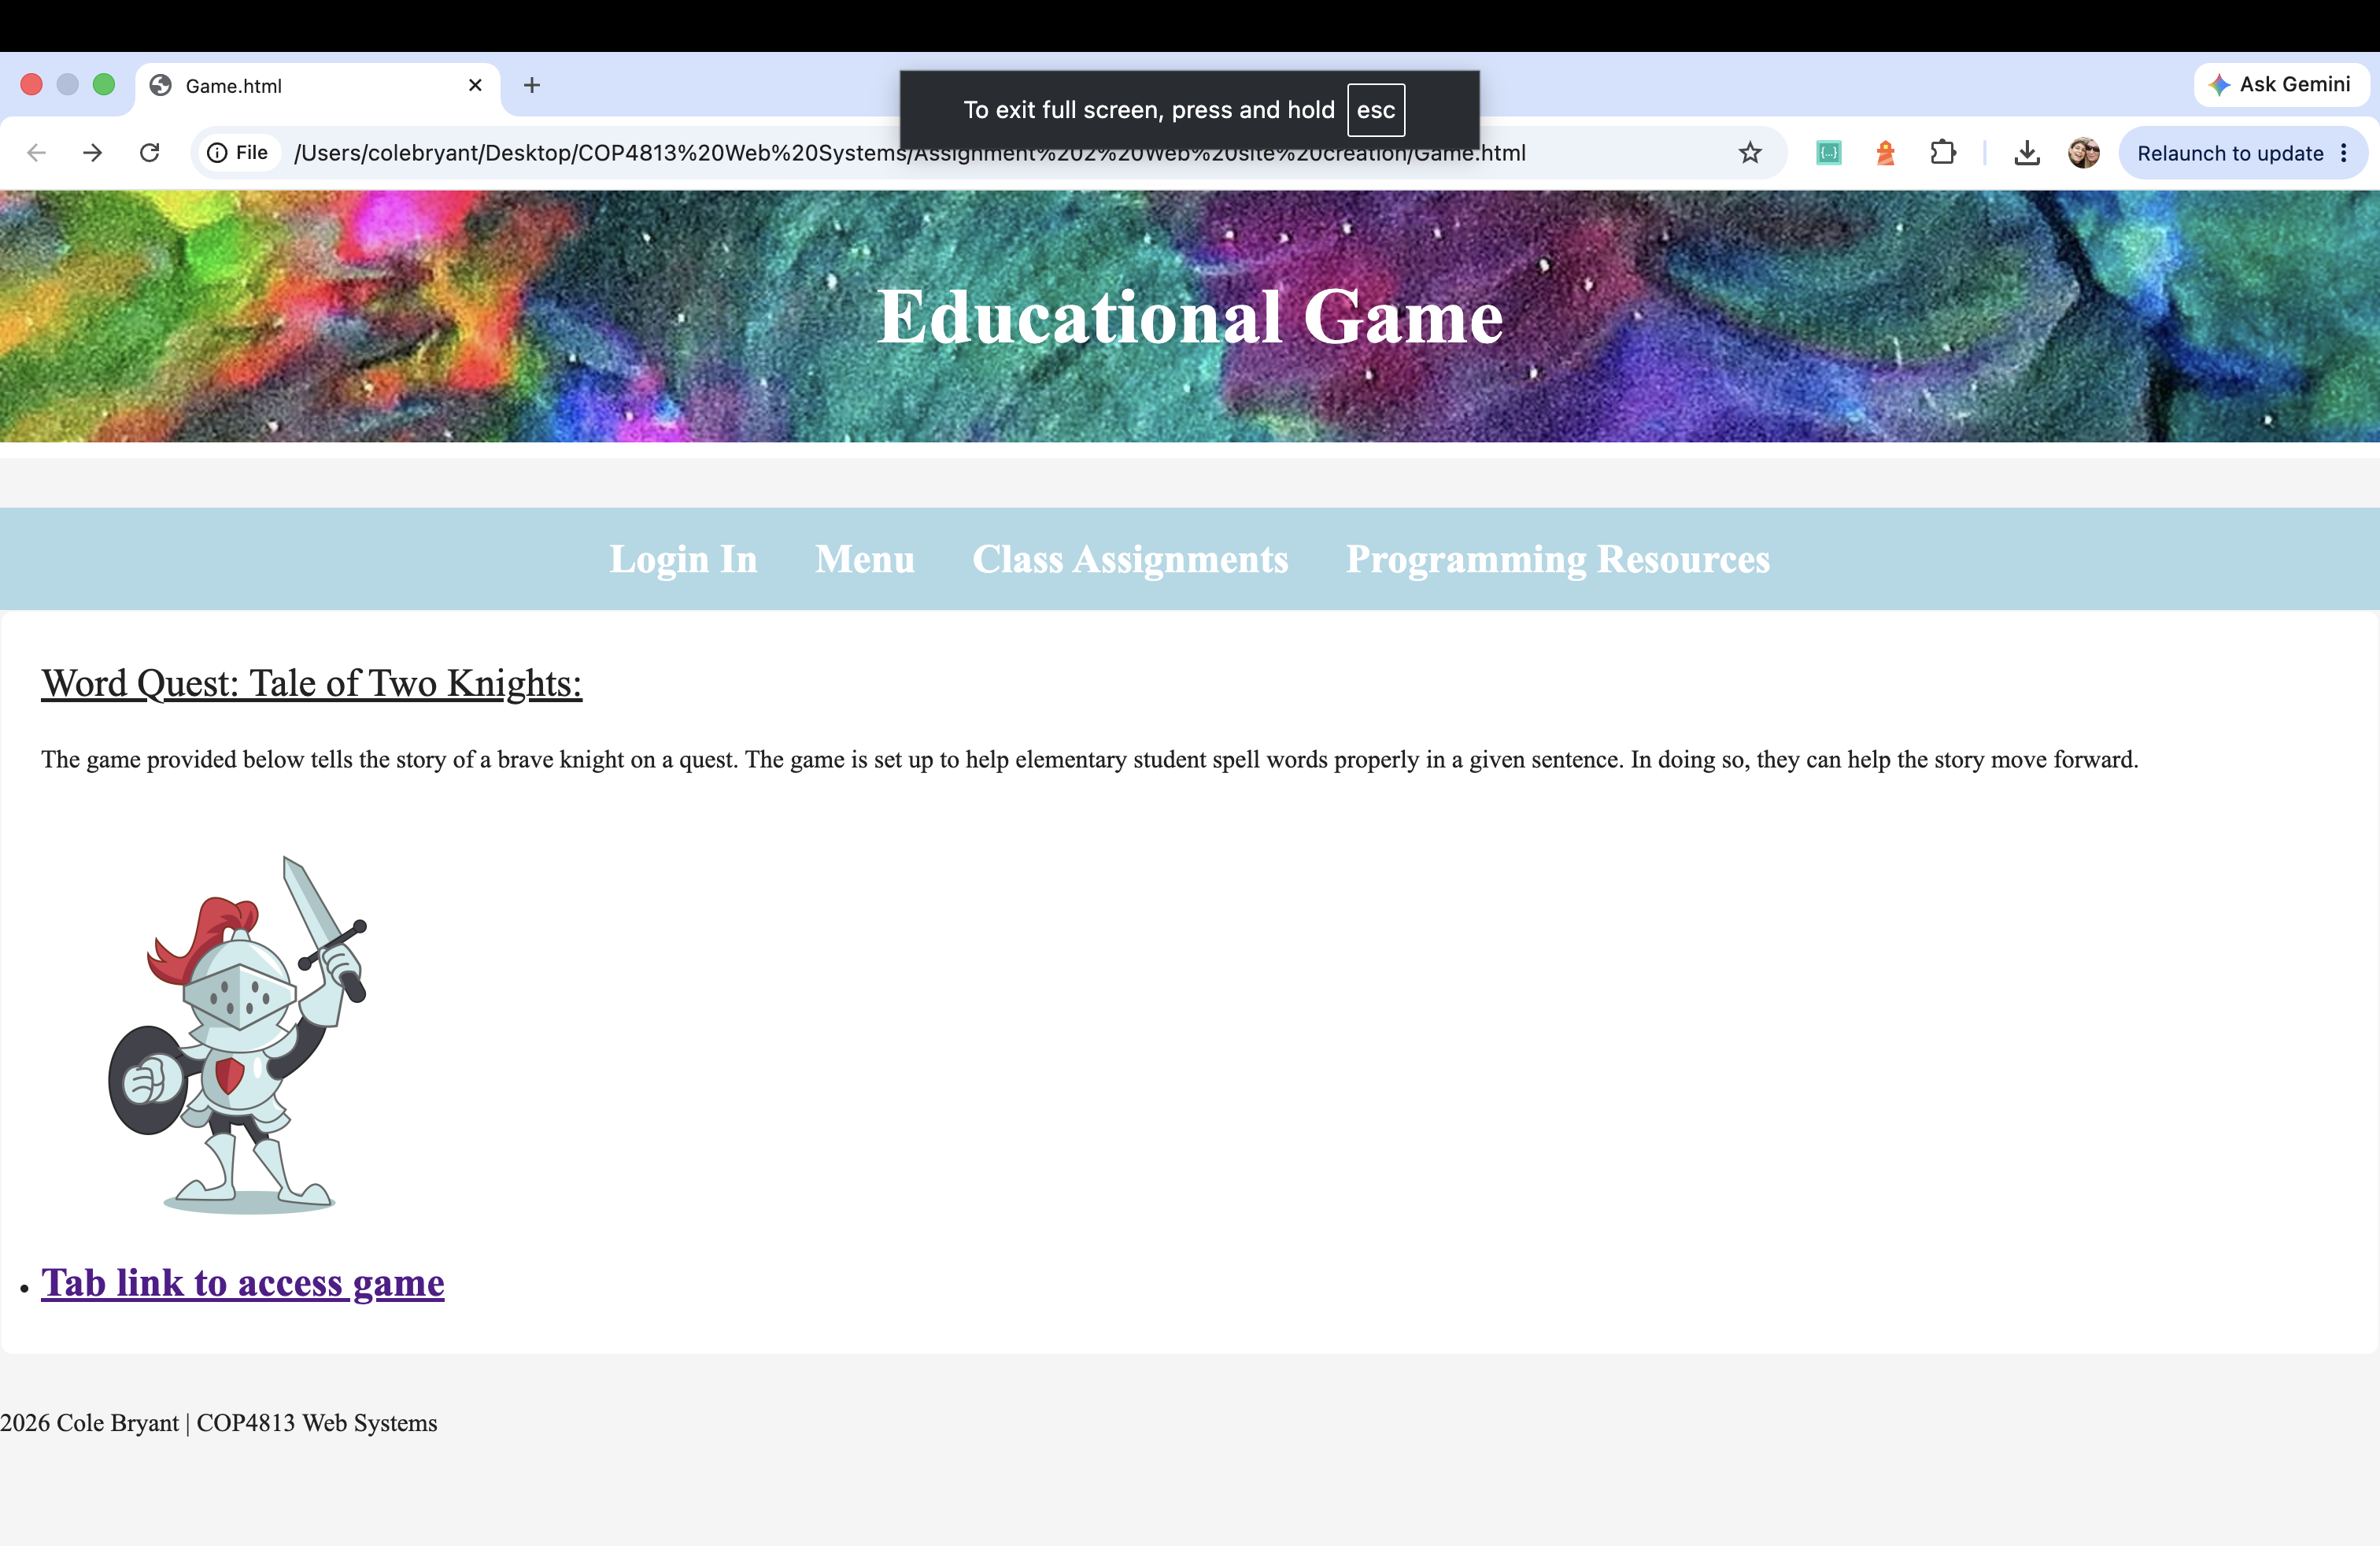 Game.html
Ask Gemini
To exit full screen, press and hold esc
File /Users/colebryant/Desktop/COP4813%20Web%20Systems/Assignment%202%20Web%20site%20creation/Game.html
Relaunch to update
Educational Game
Login In Menu Class Assignments Programming Resources
Word Quest: Tale of Two Knights:
The game provided below tells the story of a brave knight on a quest. The game is set up to help elementary student spell words properly in a given sentence. In doing so, they can help the story move forward.
• Tab link to access game
2026 Cole Bryant | COP4813 Web Systems